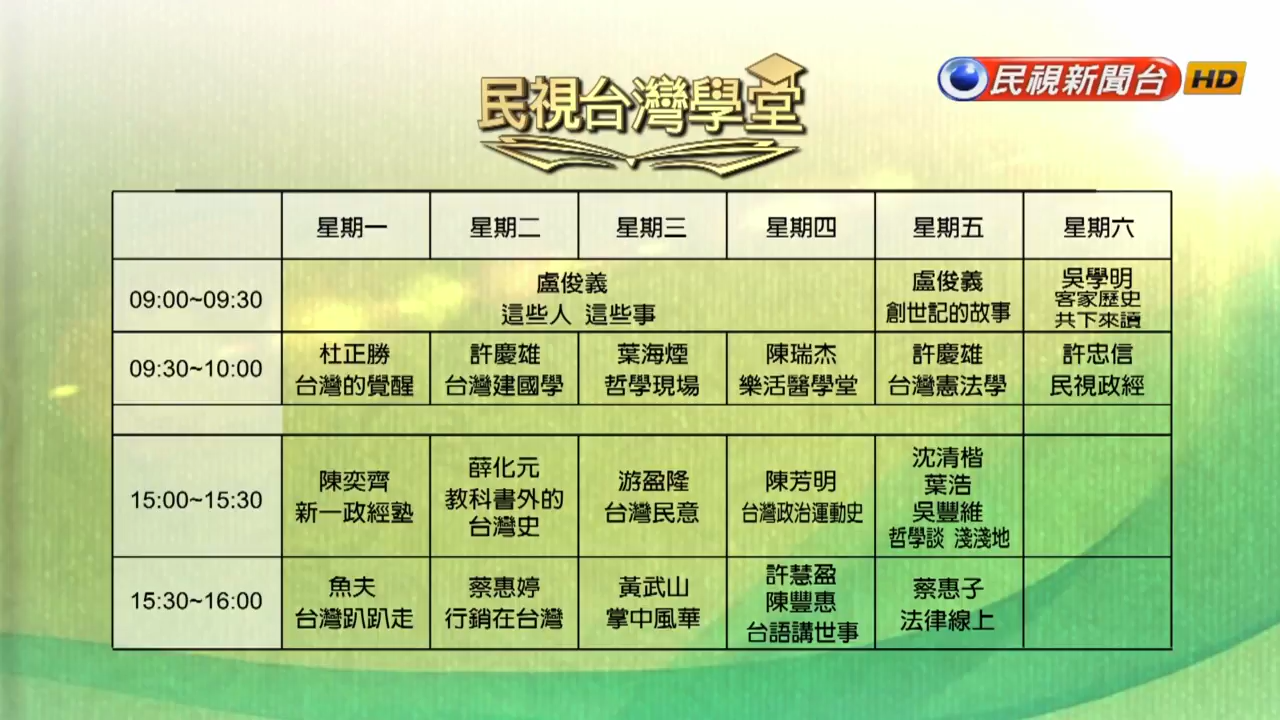 民視台灣學堂
民視新聞台 HD
星期一 星期二 星期三 星期四 星期五 星期六
09:00~09:30
盧俊義
這些人 這些事
盧俊義
創世記的故事
吳學明
客家歷史
共下來讀
09:30~10:00
杜正勝
台灣的覺醒
許慶雄
台灣建國學
葉海煙
哲學現場
陳瑞杰
樂活醫學堂
許慶雄
台灣憲法學
許忠信
民視政經
15:00~15:30
陳奕齊
新一政經塾
薛化元
教科書外的
台灣史
游盈隆
台灣民意
陳芳明
台灣政治運動史
沈清楷
葉浩
吳豐維
哲學談 淺淺地
15:30~16:00
魚夫
台灣趴趴走
蔡惠婷
行銷在台灣
黃武山
掌中風華
許慧盈
陳豐惠
台語講世事
蔡惠子
法律線上